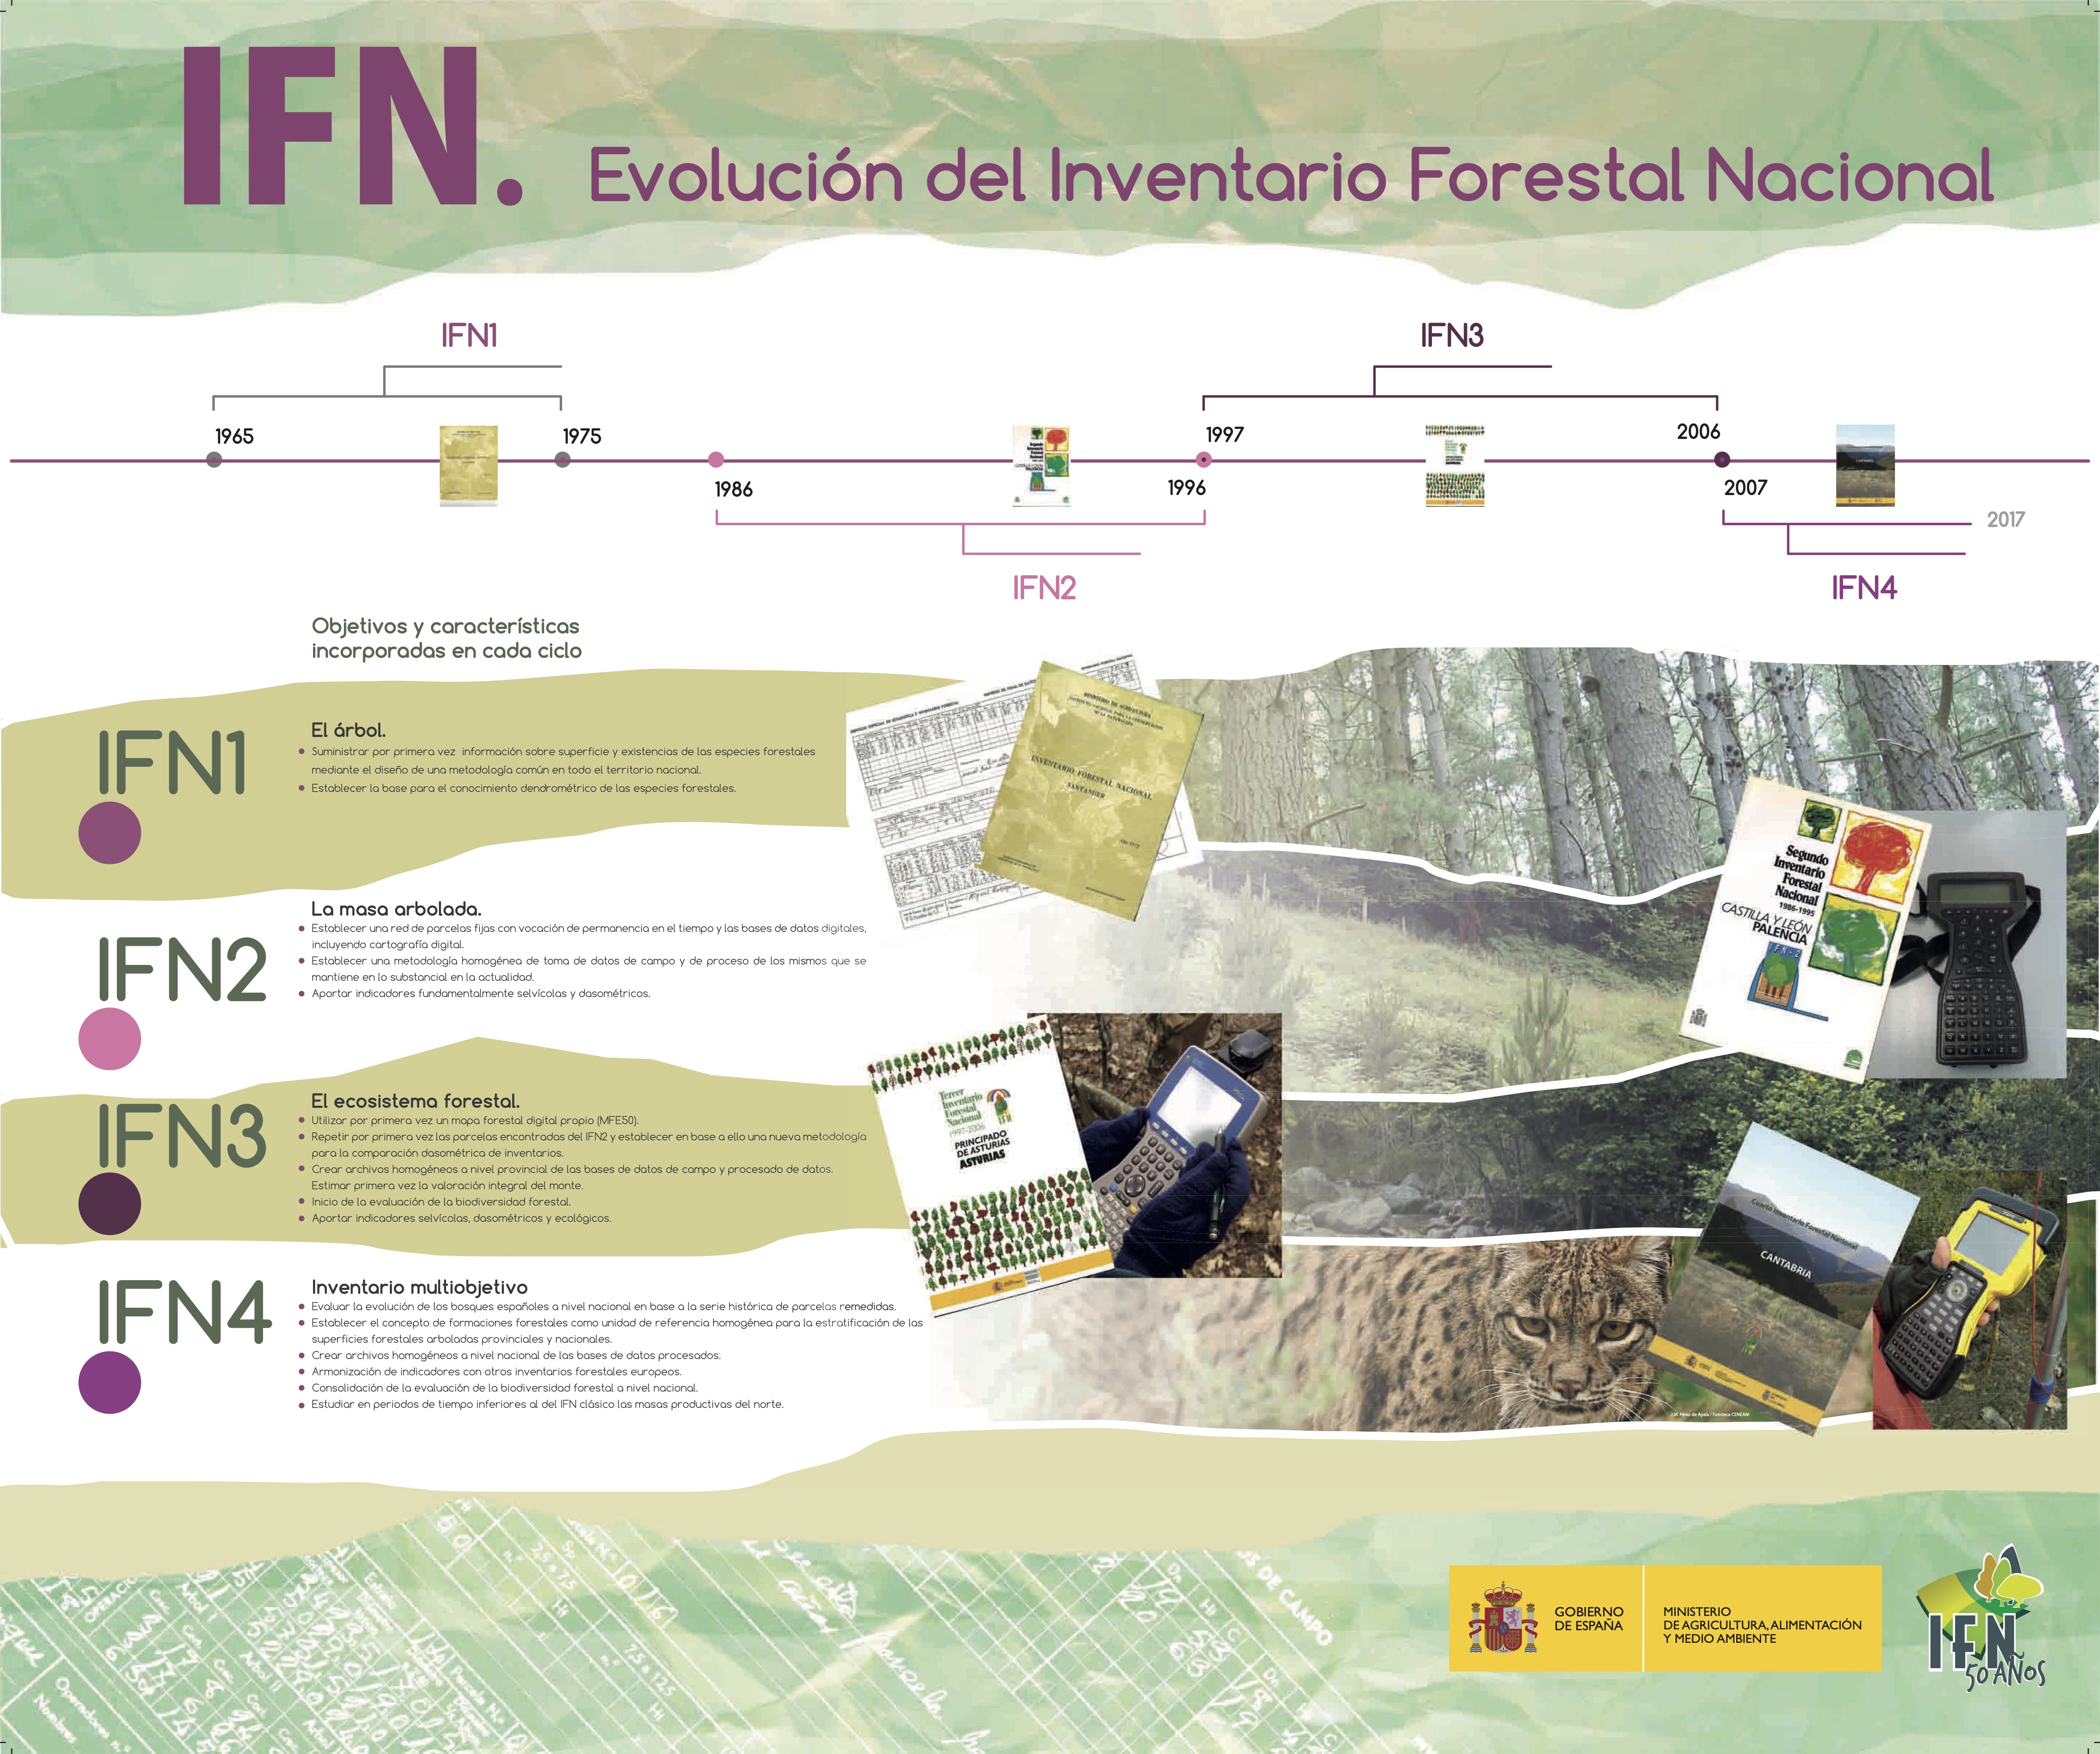 IFN. Evolución del Inventario Forestal Nacional
IFN1
IFN3
1965
1975
1997
2006
1986
1996
2007
2017
IFN2
IFN4
Objetivos y características
incorporadas en cada ciclo
IFN1
El árbol.
Suministrar por primera vez información sobre superficie y existencias de las especies forestales
mediante el diseño de una metodología común en todo el territorio nacional.
Establecer la base para el conocimiento dendrométrico de las especies forestales.
IFN2
La masa arbolada.
Establecer una red de parcelas fijas con vocación de permanencia en el tiempo y las bases de datos digitales,
incluyendo cartografía digital.
Establecer una metodología homogénea de toma de datos de campo y de proceso de los mismos que se
mantiene en lo substancial en la actualidad.
Aportar indicadores fundamentalmente selvícolas y dasométricos.
IFN3
El ecosistema forestal.
Utilizar por primera vez un mapa forestal digital propio (MFE50).
Repetir por primera vez las parcelas encontradas del IFN2 y establecer en base a ello una nueva metodología
para la comparación dasométrica de inventarios.
Crear archivos homogéneos a nivel provincial de las bases de datos de campo y procesado de datos.
Estimar primera vez la valoración integral del monte.
Inicio de la evaluación de la biodiversidad forestal.
Aportar indicadores selvícolas, dasométricos y ecológicos.
IFN4
Inventario multiobjetivo
Evaluar la evolución de los bosques españoles a nivel nacional en base a la serie histórica de parcelas remedidas.
Establecer el concepto de formaciones forestales como unidad de referencia homogénea para la estratificación de las
superficies forestales arboladas provinciales y nacionales.
Crear archivos homogéneos a nivel nacional de las bases de datos procesados.
Armonización de indicadores con otros inventarios forestales europeos.
Consolidación de la evaluación de la biodiversidad forestal a nivel nacional.
Estudiar en periodos de tiempo inferiores al del IFN clásico las masas productivas del norte.
MINISTERIO DE AGRICULTURA
INVENTARIO FORESTAL NACIONAL
SANTANDER
Segundo
Inventario
Forestal
Nacional
1986-1995
CASTILLA Y LEÓN
PALENCIA
Tercer
Inventario
Forestal
Nacional
1997-2006
PRINCIPADO
DE ASTURIAS
ASTURIAS
Cuarto Inventario Forestal Nacional
CANTABRIA
J.M. Pérez de Ayala / Fototeca CENEAM
DE CAMPO
GOBIERNO
DE ESPAÑA
MINISTERIO
DE AGRICULTURA, ALIMENTACIÓN
Y MEDIO AMBIENTE
IFN
50 AÑOS